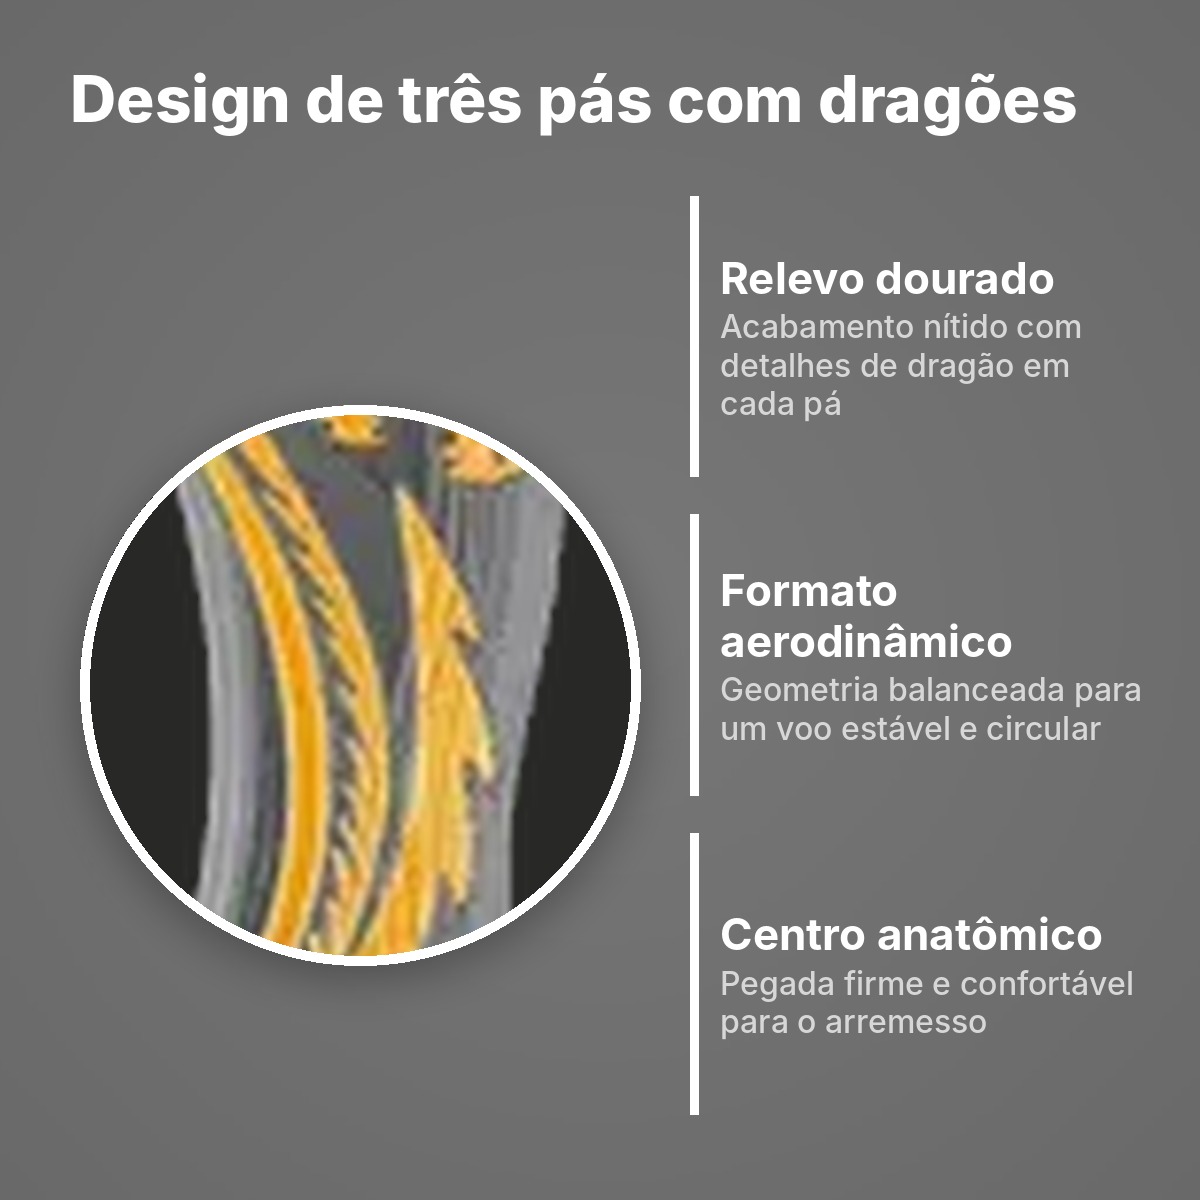 Design de três pás com dragões
Relevo dourado
Acabamento nítido com
detalhes de dragão em
cada pá
Formato
aerodinâmico
Geometria balanceada para
um voo estável e circular
Centro anatômico
Pegada firme e confortável
para o arremesso